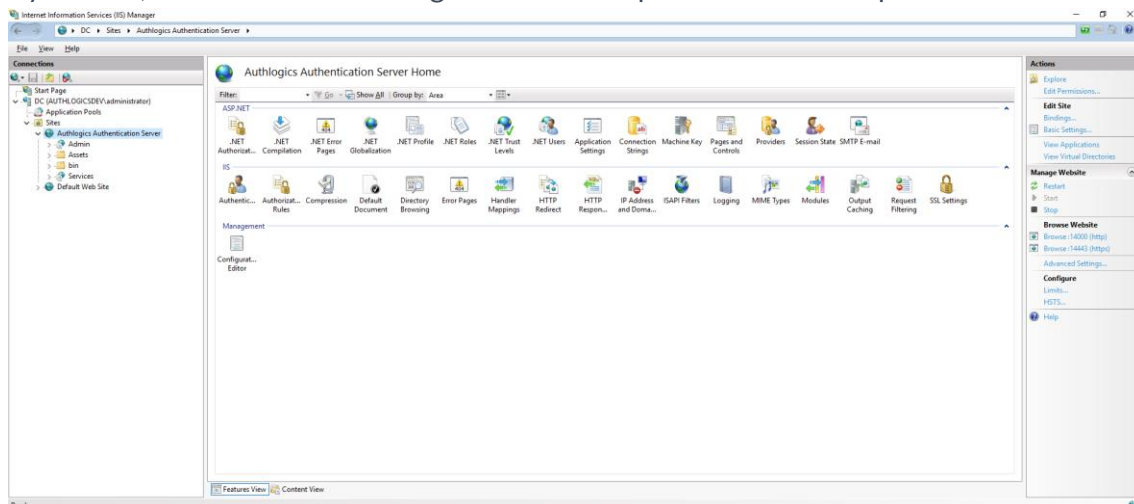 Internet Information Services (IIS) Manager
DC ▸ Sites ▸ Authlogics Authentication Server ▸
File View Help
Connections
Start Page
DC (AUTHLOGICSDEV\administrator)
Application Pools
Sites
Authlogics Authentication Server
Admin
Assets
bin
Services
Default Web Site
Authlogics Authentication Server Home
Filter: Go Show All Group by: Area
ASP.NET
.NET Authorizat...
.NET Compilation
.NET Error Pages
.NET Globalization
.NET Profile
.NET Roles
.NET Trust Levels
.NET Users
Application Settings
Connection Strings
Machine Key
Pages and Controls
Providers
Session State
SMTP E-mail
IIS
Authentic...
Authorizat... Rules
Compression
Default Document
Directory Browsing
Error Pages
Handler Mappings
HTTP Redirect
HTTP Respon...
IP Address and Doma...
ISAPI Filters
Logging
MIME Types
Modules
Output Caching
Request Filtering
SSL Settings
Management
Configurat... Editor
Features View Content View
Actions
Explore
Edit Permissions...
Edit Site
Bindings...
Basic Settings...
View Applications
View Virtual Directories
Manage Website
Restart
Start
Stop
Browse Website
Browse :14000 (http)
Browse :14443 (https)
Advanced Settings...
Configure
Limits...
HSTS...
Help